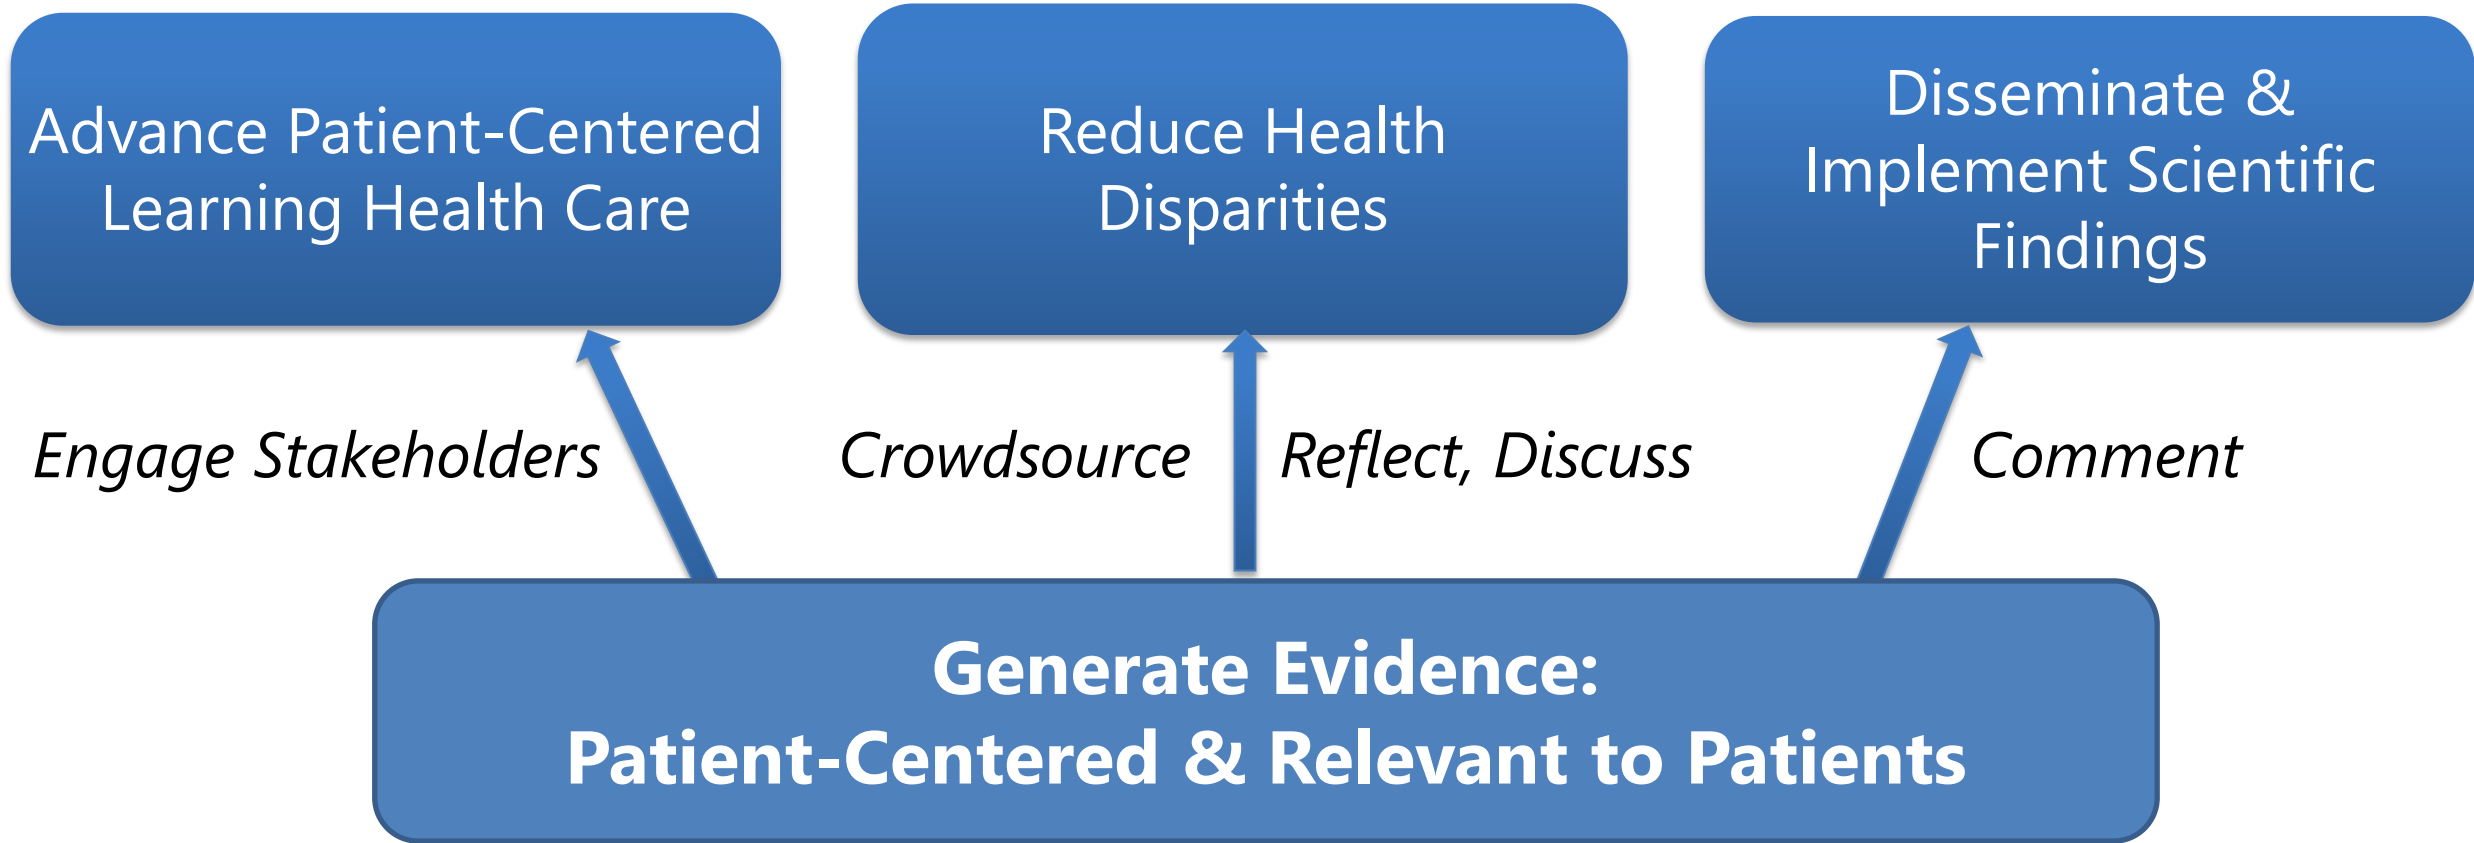 Advance Patient-Centered
Learning Health Care
Reduce Health
Disparities
Disseminate &
Implement Scientific
Findings
Engage Stakeholders
Crowdsource
Reflect, Discuss
Comment
Generate Evidence:
Patient-Centered & Relevant to Patients